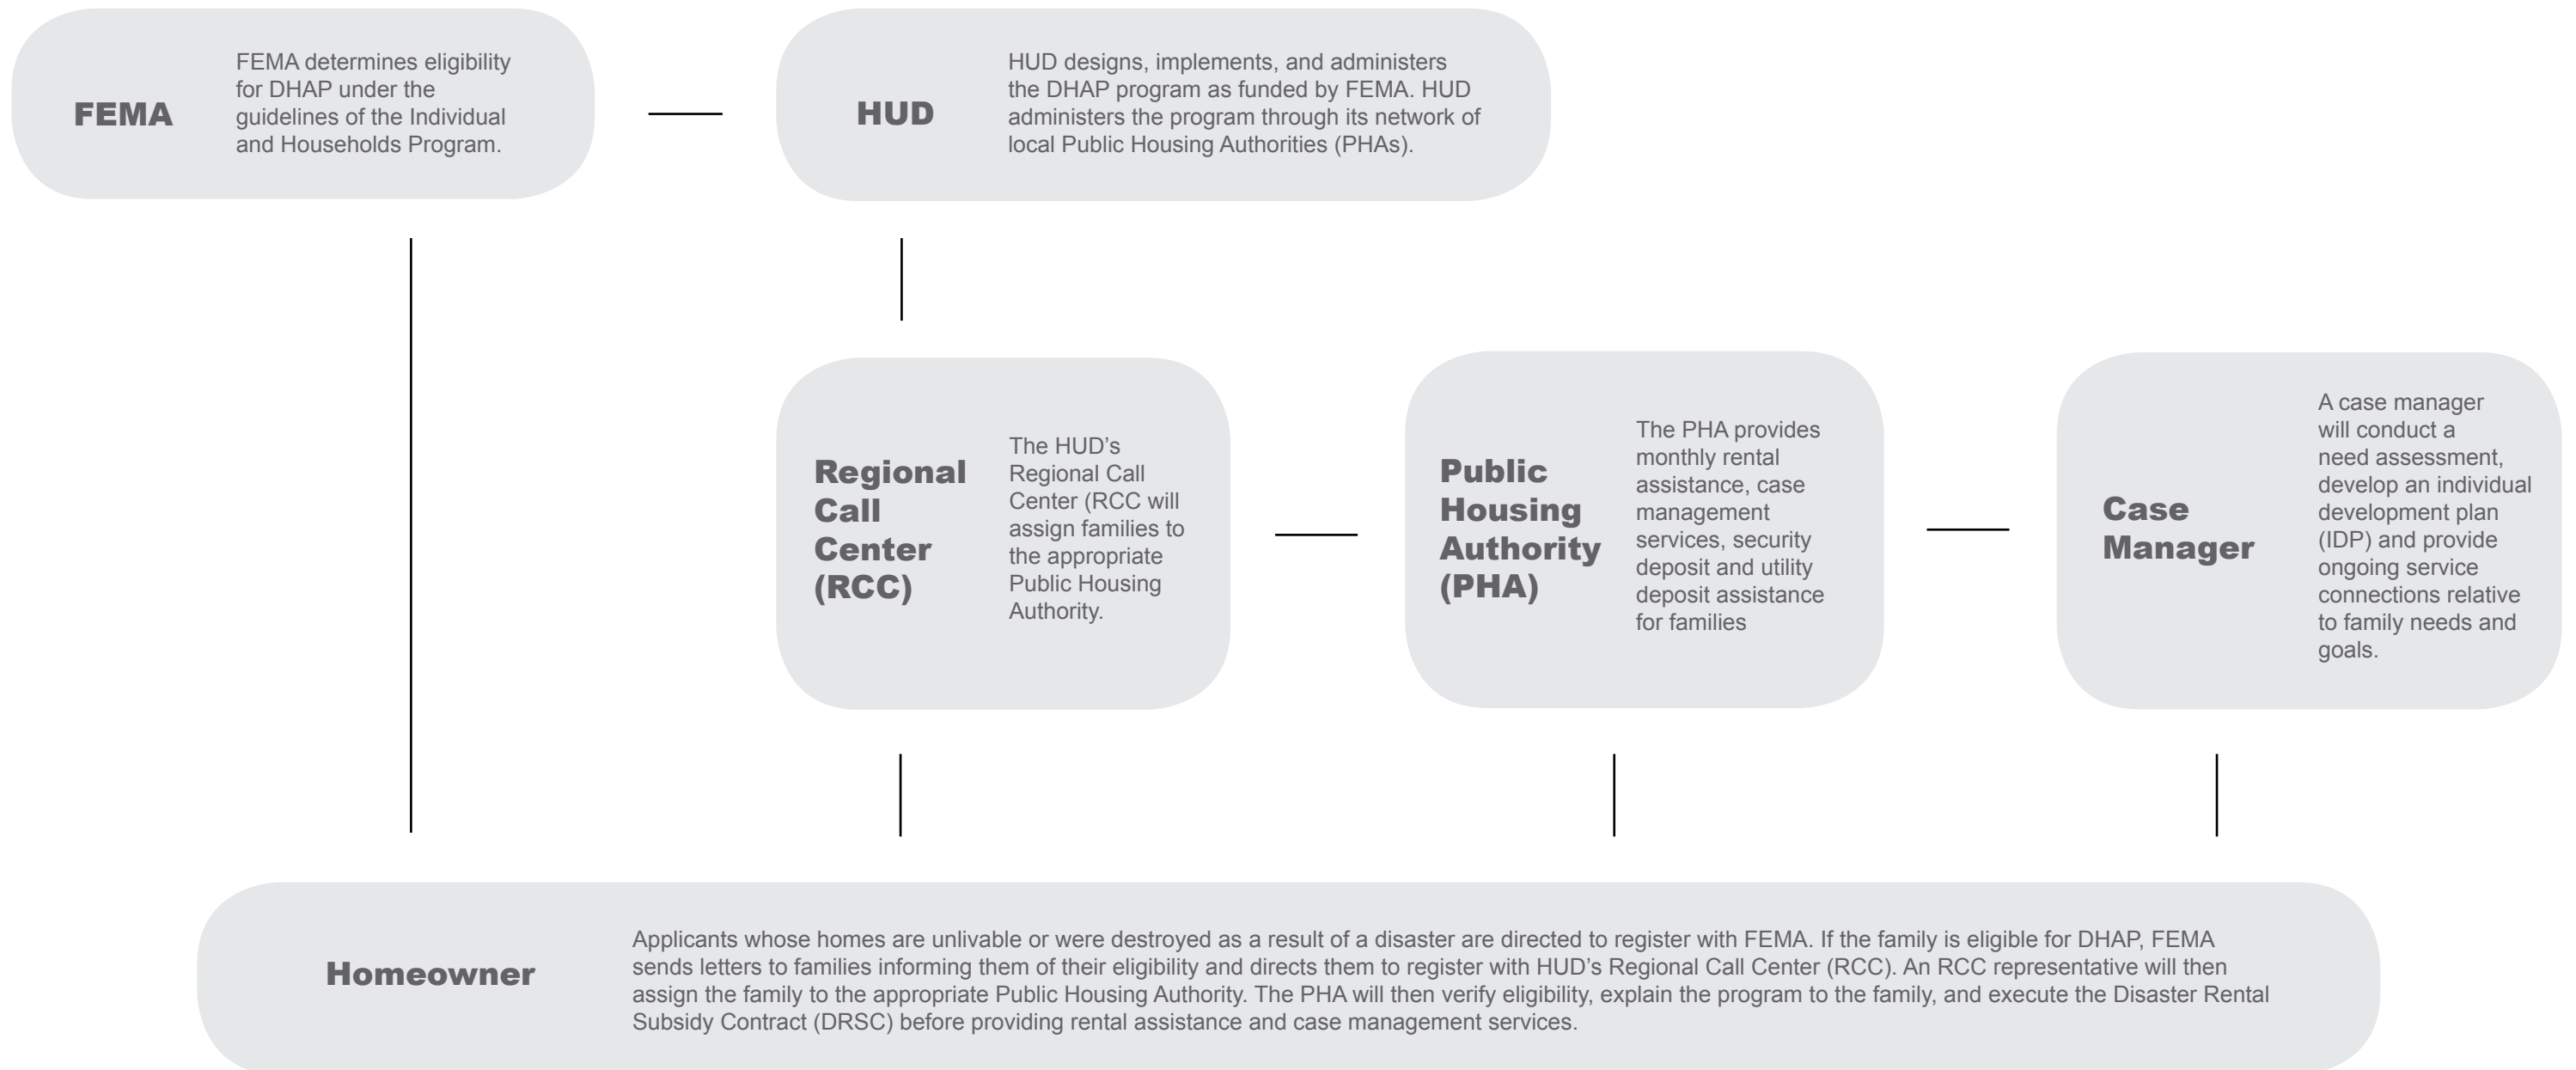 FEMA
FEMA determines eligibility
for DHAP under the
guidelines of the Individual
and Households Program.
HUD
HUD designs, implements, and administers
the DHAP program as funded by FEMA. HUD
administers the program through its network of
local Public Housing Authorities (PHAs).
Regional
Call
Center
(RCC)
The HUD’s
Regional Call
Center (RCC will
assign families to
the appropriate
Public Housing
Authority.
Public
Housing
Authority
(PHA)
The PHA provides
monthly rental
assistance, case
management
services, security
deposit and utility
deposit assistance
for families
Case
Manager
A case manager
will conduct a
need assessment,
develop an individual
development plan
(IDP) and provide
ongoing service
connections relative
to family needs and
goals.
Homeowner
Applicants whose homes are unlivable or were destroyed as a result of a disaster are directed to register with FEMA. If the family is eligible for DHAP, FEMA
sends letters to families informing them of their eligibility and directs them to register with HUD’s Regional Call Center (RCC). An RCC representative will then
assign the family to the appropriate Public Housing Authority. The PHA will then verify eligibility, explain the program to the family, and execute the Disaster Rental
Subsidy Contract (DRSC) before providing rental assistance and case management services.